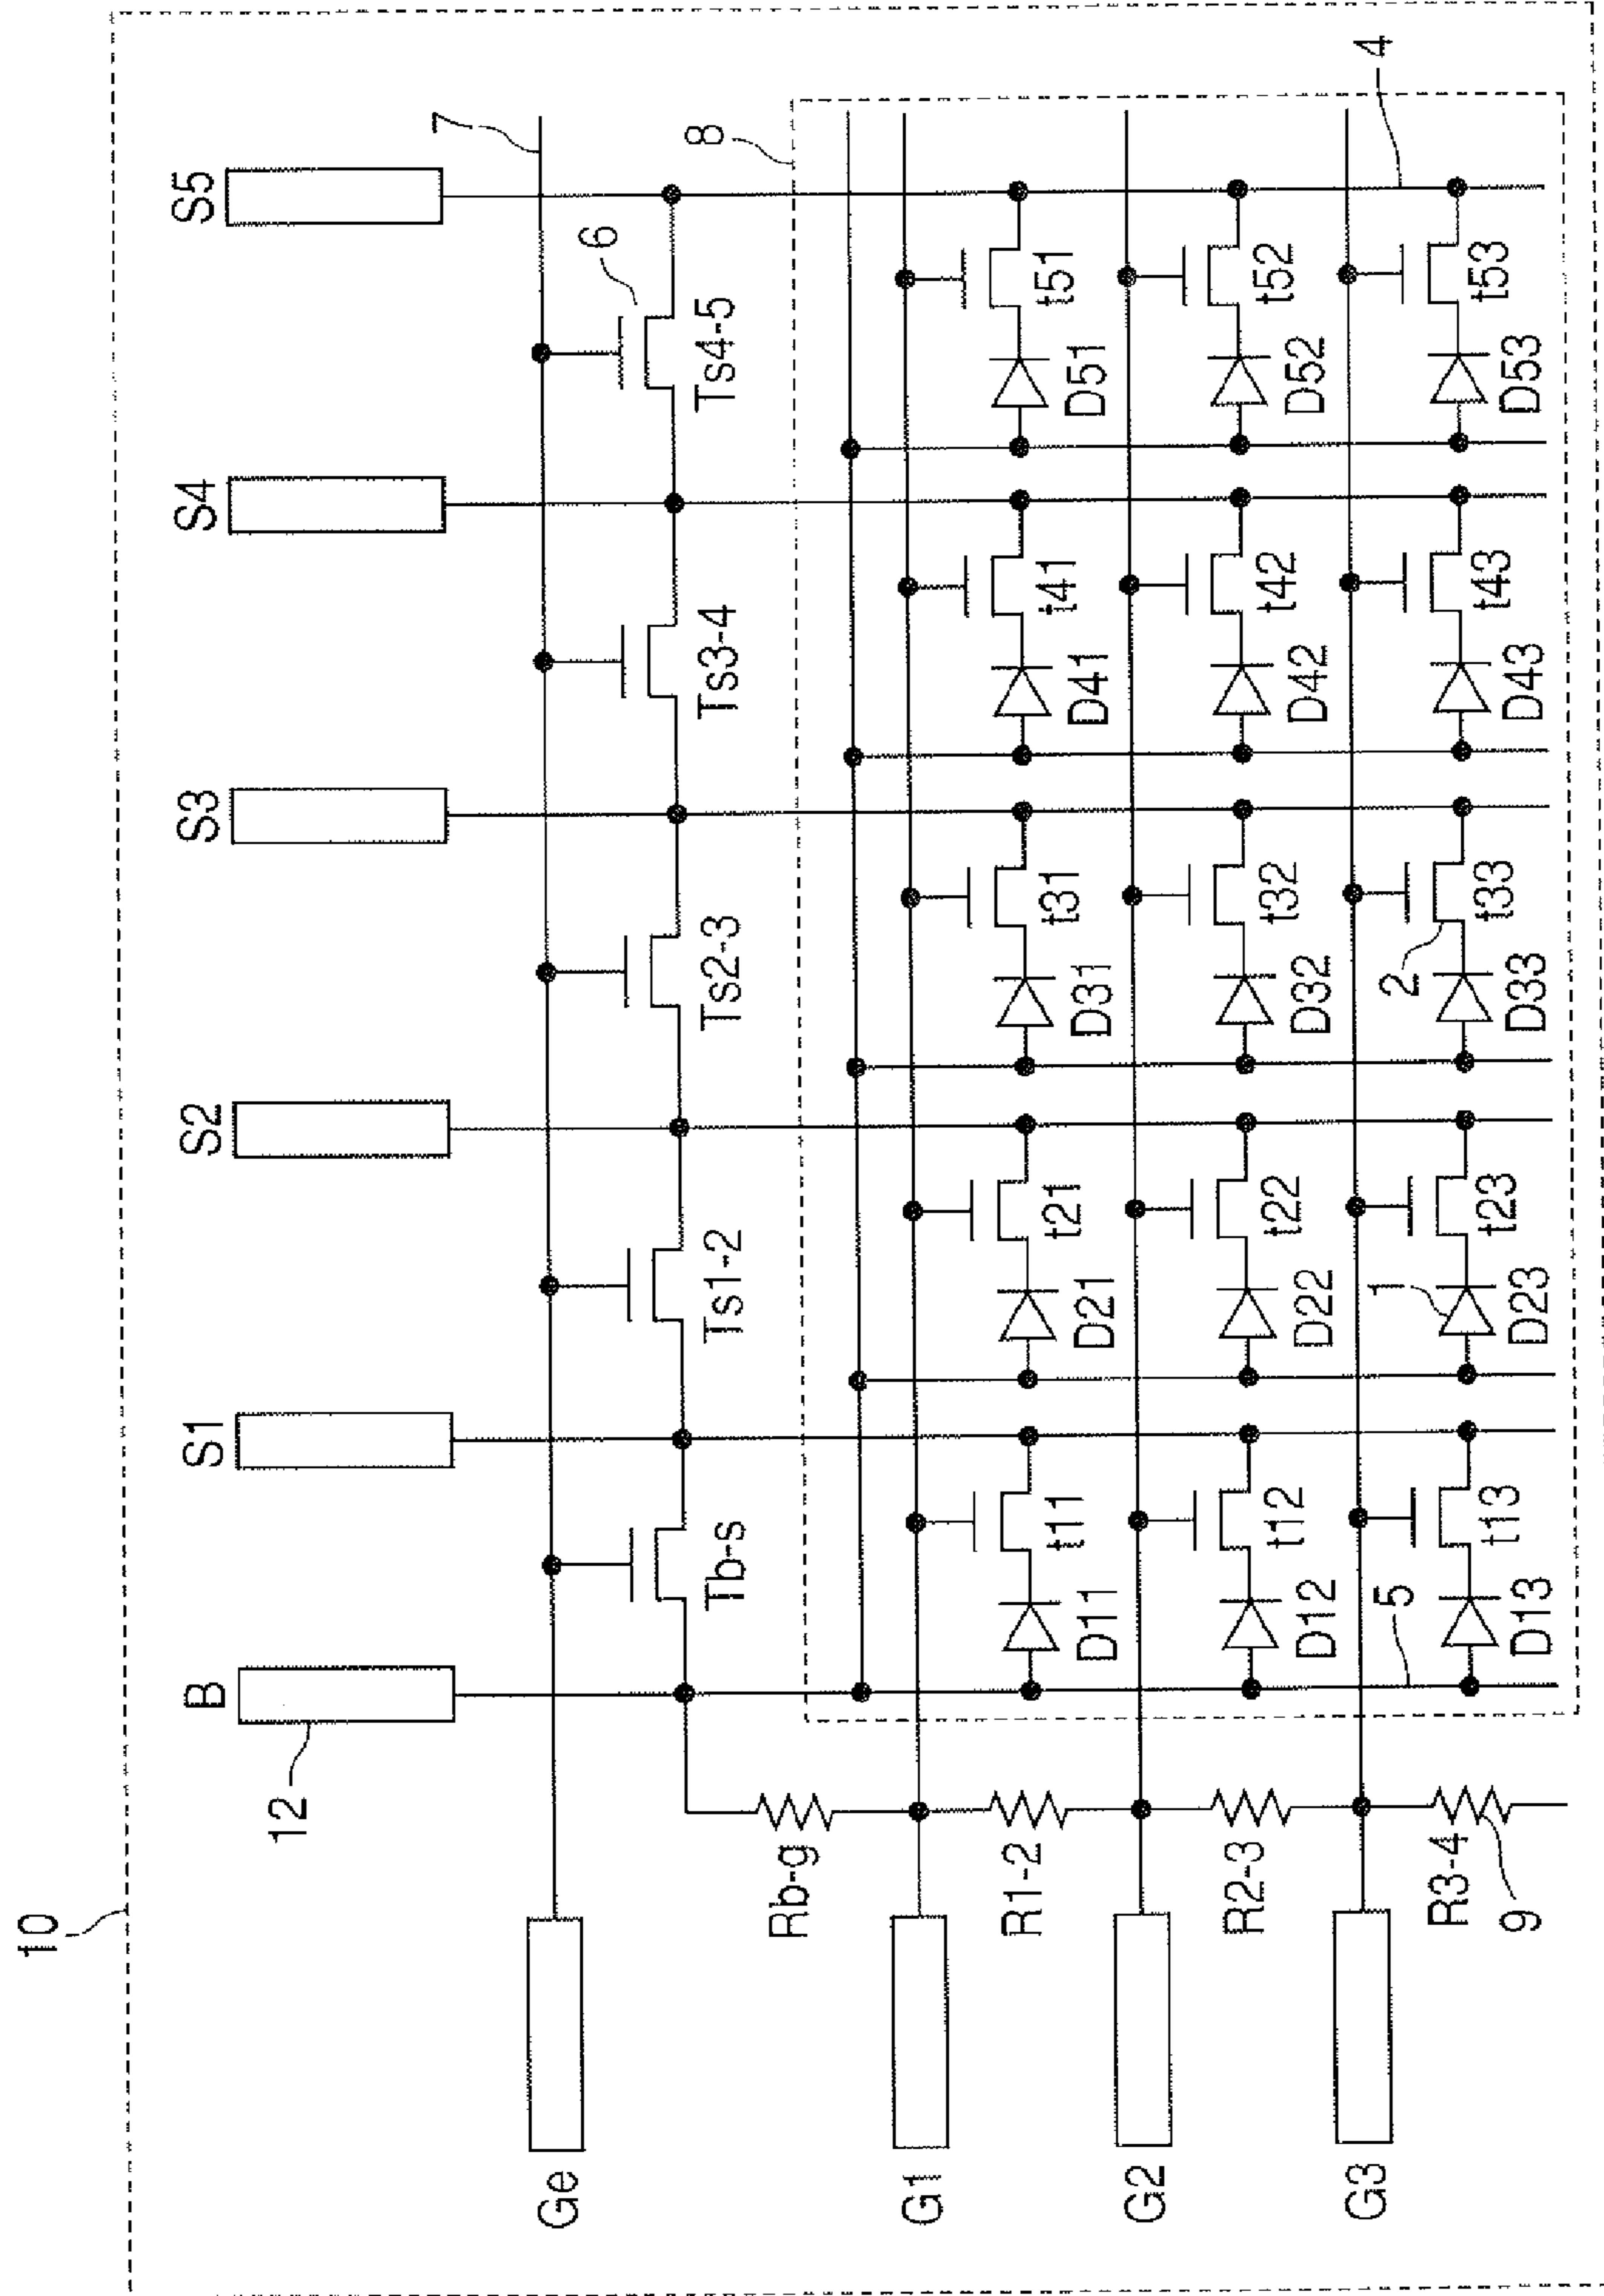 10
B S1 S2 S3 S4 S5
12
7
Ge
6
Tb-s Ts1-2 Ts2-3 Ts3-4 Ts4-5
8
Rb-g
G1
R1-2
t11 t21 t31 t41 t51
D11 D21 D31 D41 D51
G2
R2-3
t12 t22 t32 t42 t52
D12 D22 D32 D42 D52
G3
5 1 2 4
R3-4
t13 t23 t33 t43 t53
9
D13 D23 D33 D43 D53